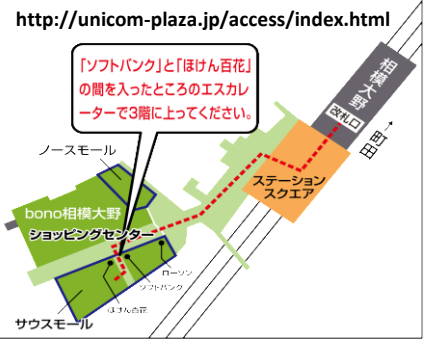 http://unicom-plaza.jp/access/index.html
「ソフトバンク」と「ほけん百花」
の間を入ったところのエスカレ
ーターで3階に上ってください。
相模大野
改札口
町田
ノースモール
ステーション
スクエア
bono相模大野
ショッピングセンター
ローソン
ソフトバンク
ほけん百花
サウスモール